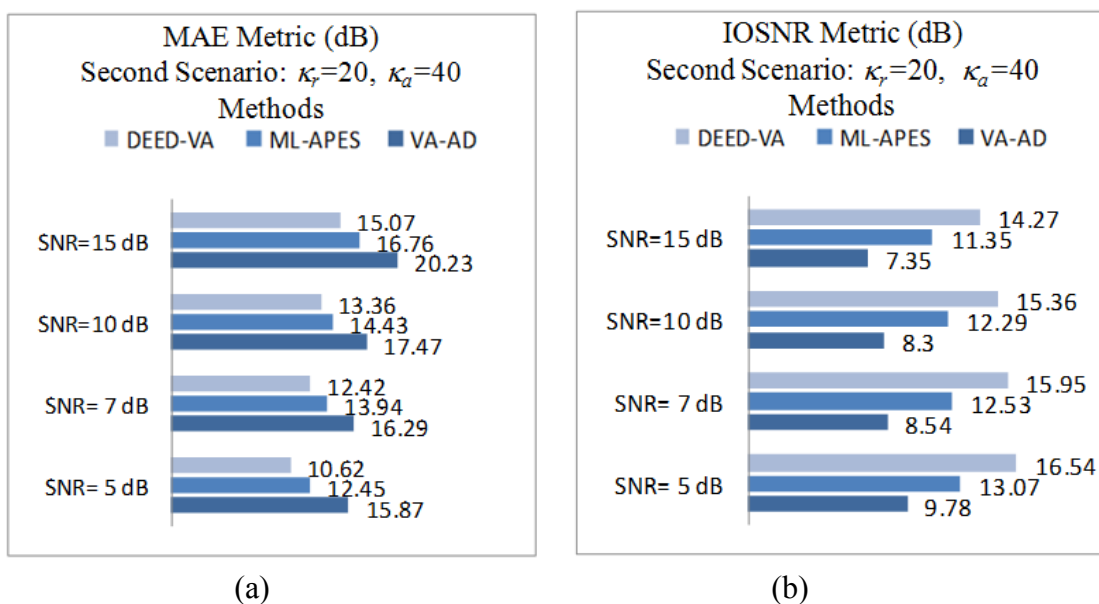 MAE Metric (dB)
Second Scenario: κr=20, κa=40
Methods
DEED-VA ML-APES VA-AD
SNR=15 dB
15.07
16.76
20.23
SNR=10 dB
13.36
14.43
17.47
SNR= 7 dB
12.42
13.94
16.29
SNR= 5 dB
10.62
12.45
15.87
(a)
IOSNR Metric (dB)
Second Scenario: κr=20, κa=40
Methods
DEED-VA ML-APES VA-AD
SNR=15 dB
14.27
11.35
7.35
SNR=10 dB
15.36
12.29
8.3
SNR= 7 dB
15.95
12.53
8.54
SNR= 5 dB
16.54
13.07
9.78
(b)